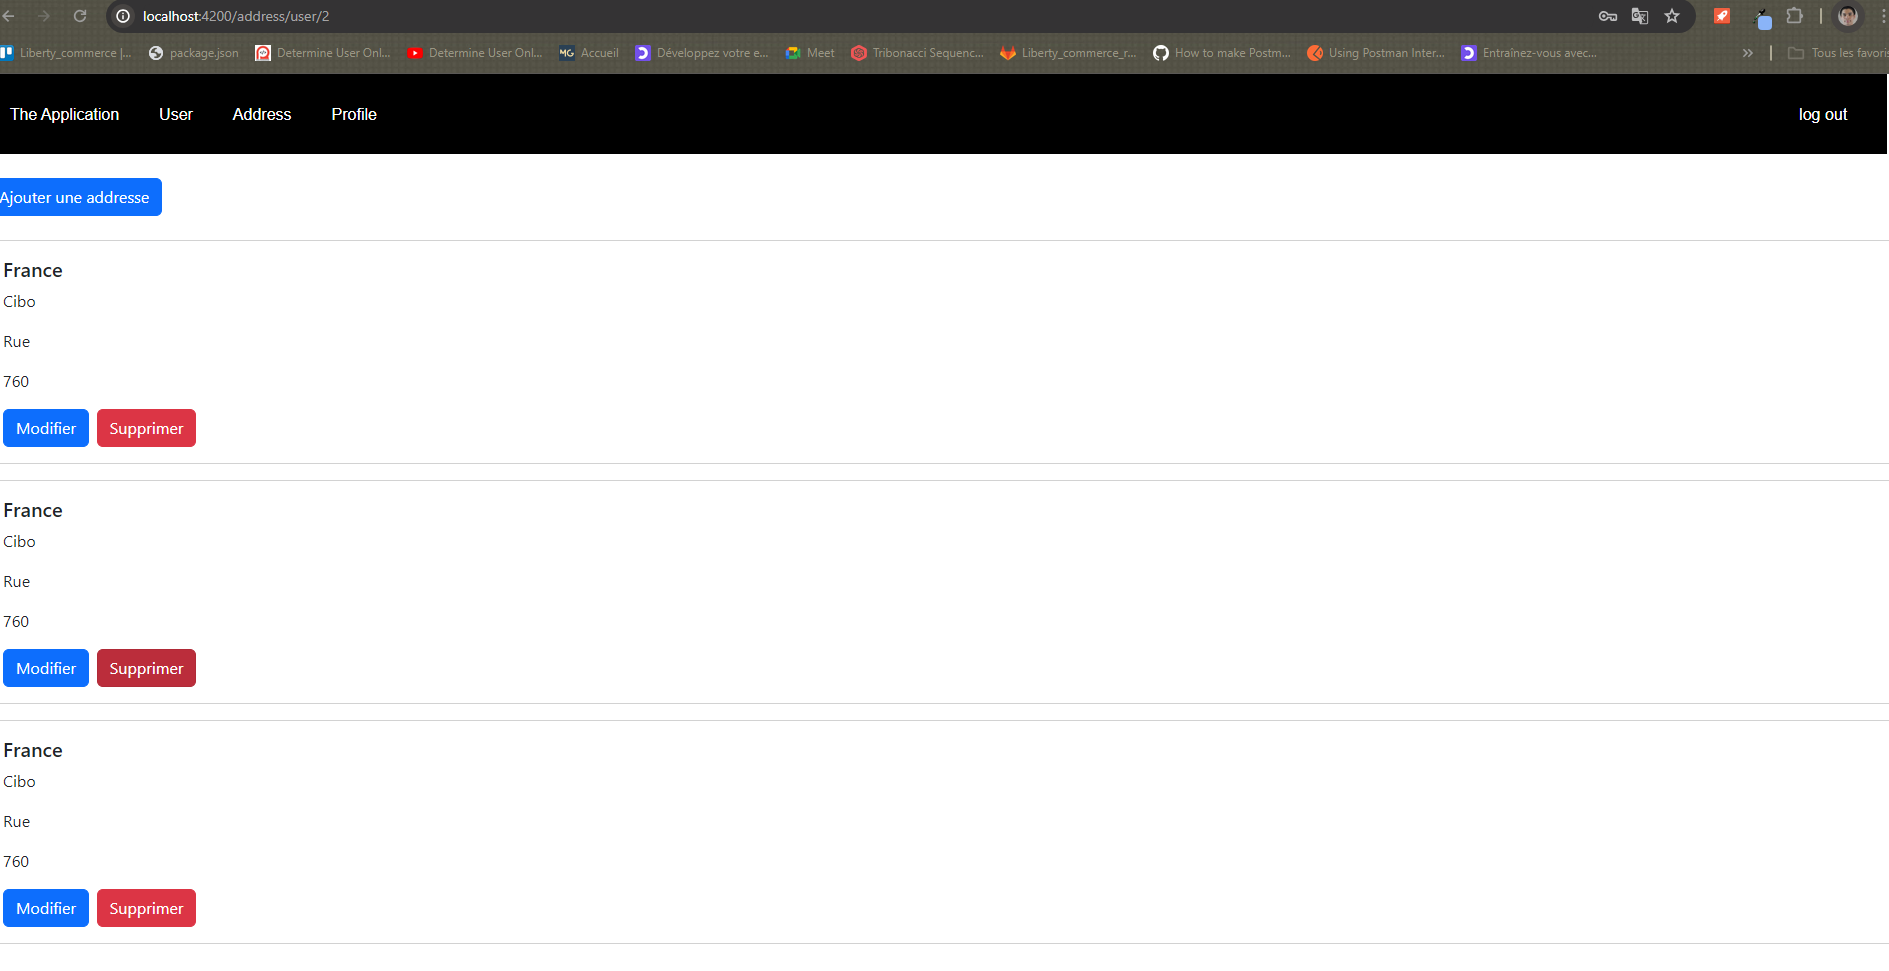 localhost:4200/address/user/2
Liberty_commerce |... package.json Determine User Onl... Determine User Onl... MG Accueil Développez votre e... Meet Tribonacci Sequenc... Liberty_commerce_r... How to make Postm... Using Postman Inter... Entraînez-vous avec... » Tous les favoris
The Application User Address Profile log out
Ajouter une addresse
France
Cibo
Rue
760
Modifier Supprimer
France
Cibo
Rue
760
Modifier Supprimer
France
Cibo
Rue
760
Modifier Supprimer